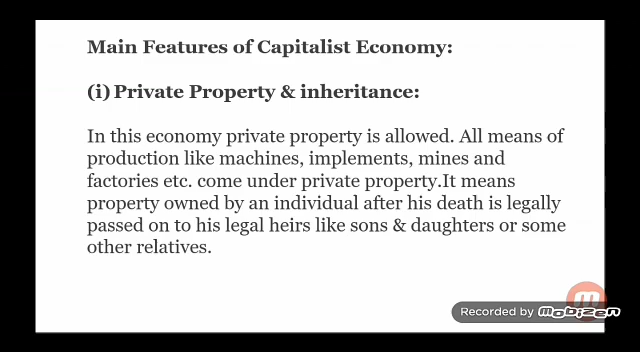 Main Features of Capitalist Economy:
(i) Private Property & inheritance:
In this economy private property is allowed. All means of
production like machines, implements, mines and
factories etc. come under private property.It means
property owned by an individual after his death is legally
passed on to his legal heirs like sons & daughters or some
other relatives.
m
Recorded by mobizen